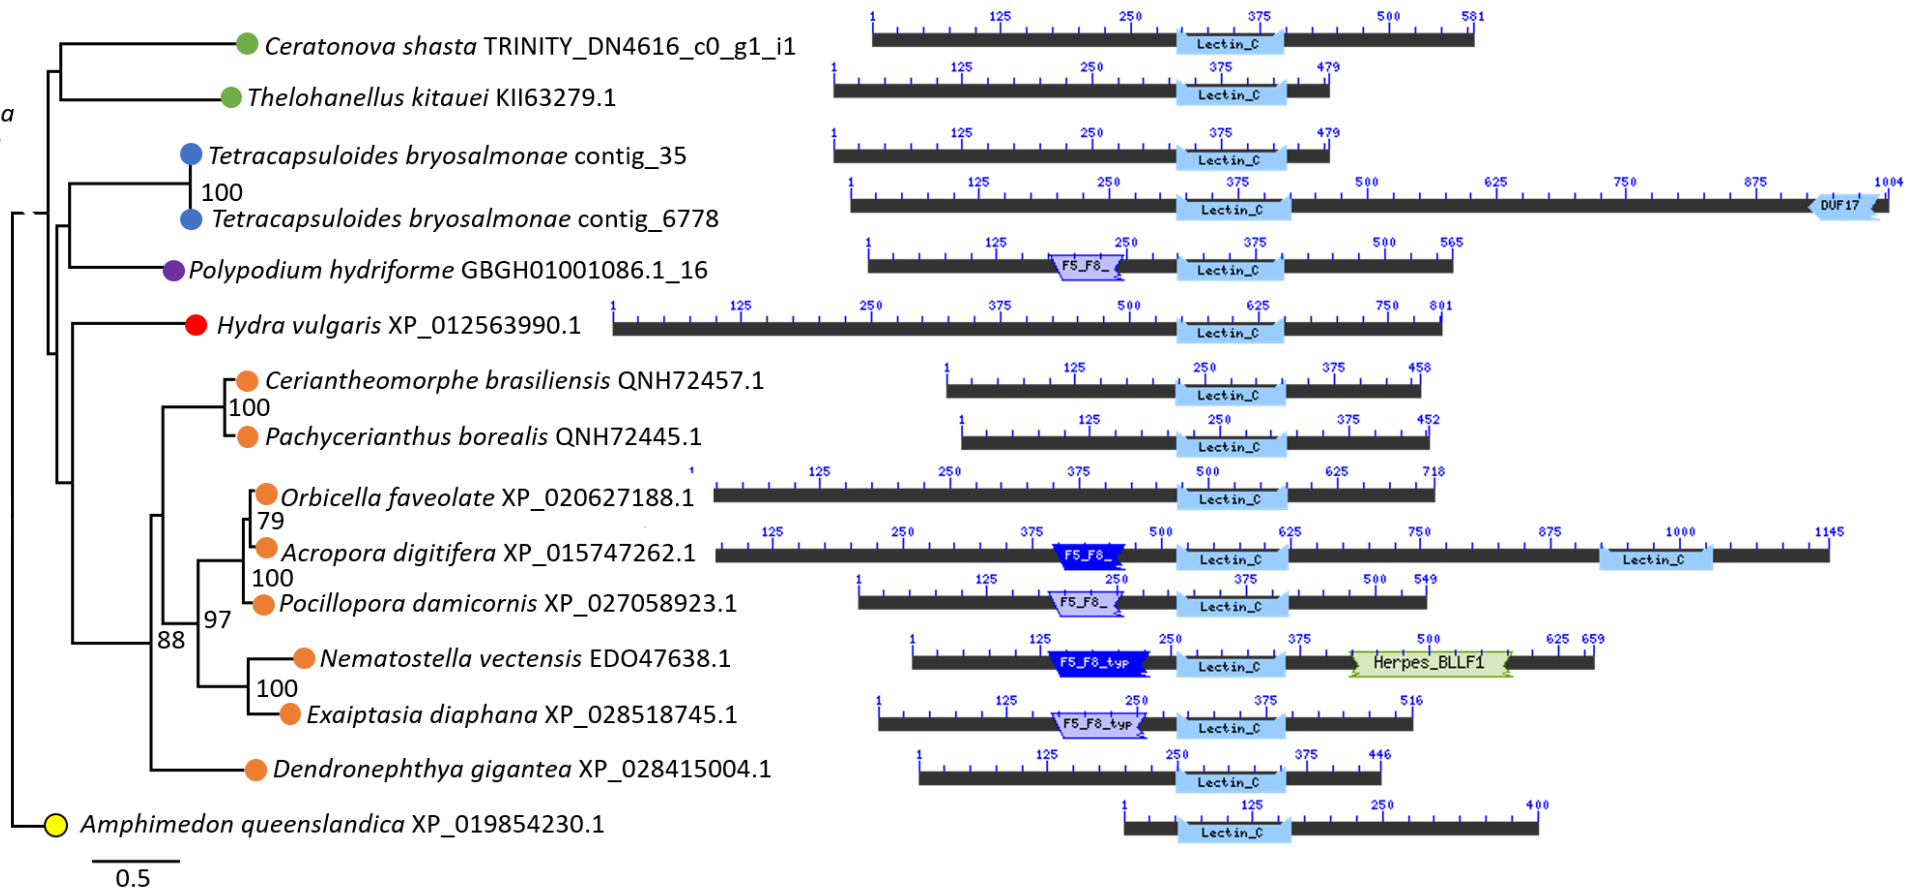 1 125 250 375 500 581
Ceratonova shasta TRINITY_DN4616_c0_g1_i1
Lectin_C
1 125 250 375 479
Thelohanellus kitauei KII63279.1
Lectin_C
a
1 125 250 375 479
Tetracapsuloides bryosalmonae contig_35
Lectin_C
100
1 125 250 375 500 625 750 875 1004
Tetracapsuloides bryosalmonae contig_6778
Lectin_C DUF17
1 125 250 375 500 565
Polypodium hydriforme GBGH01001086.1_16
F5_F8_ Lectin_C
1 125 250 375 500 625 750 801
Hydra vulgaris XP_012563990.1
Lectin_C
1 125 250 375 458
Ceriantheomorphe brasiliensis QNH72457.1
Lectin_C
100
1 125 250 375 452
Pachycerianthus borealis QNH72445.1
Lectin_C
1 125 250 375 500 625 718
Orbicella faveolate XP_020627188.1
Lectin_C
79
125 250 375 500 625 750 875 1000 1145
Acropora digitifera XP_015747262.1
F5_F8_ Lectin_C Lectin_C
100
1 125 250 375 500 549
Pocillopora damicornis XP_027058923.1
F5_F8_ Lectin_C
97
88
1 125 250 375 500 625 659
Nematostella vectensis EDO47638.1
F5_F8_typ Lectin_C Herpes_BLLF1
100
1 125 250 375 516
Exaiptasia diaphana XP_028518745.1
F5_F8_typ Lectin_C
1 125 250 375 446
Dendronephthya gigantea XP_028415004.1
Lectin_C
1 125 250 400
Amphimedon queenslandica XP_019854230.1
Lectin_C
0.5